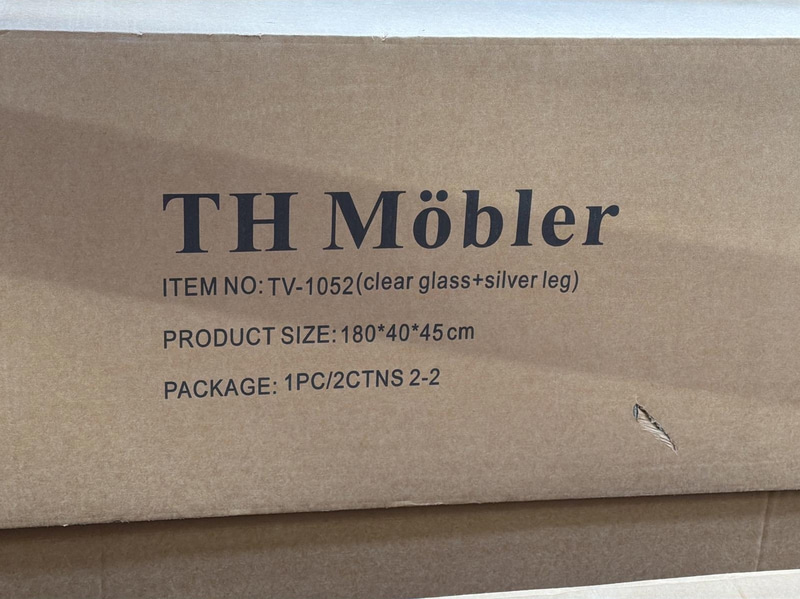 TH Möbler
ITEM NO: TV-1052(clear glass+silver leg)
PRODUCT SIZE: 180*40*45cm
PACKAGE: 1PC/2CTNS 2-2